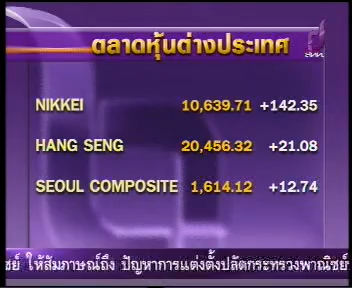 ตลาดหุ้นต่างประเทศ
NIKKEI 10,639.71 +142.35
HANG SENG 20,456.32 +21.08
SEOUL COMPOSITE 1,614.12 +12.74
ชย์ ให้สัมภาษณ์ถึง ปัญหาการแต่งตั้งปลัดกระทรวงพาณิชย์